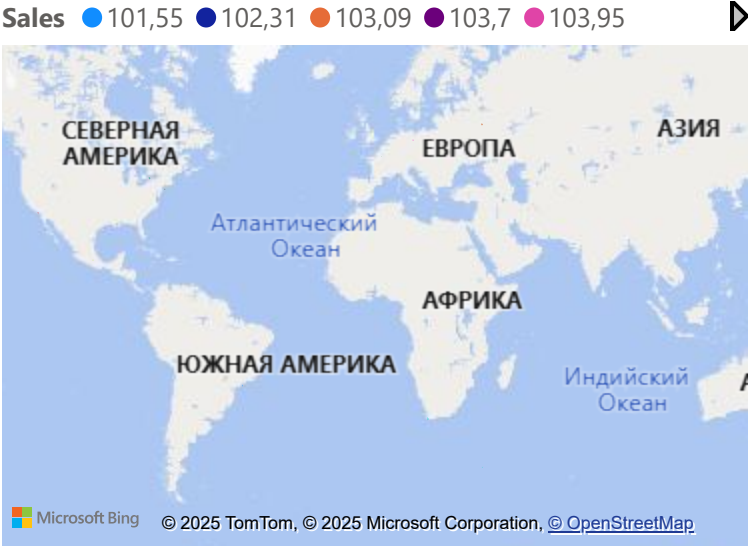 Sales 101,55 102,31 103,09 103,7 103,95
СЕВЕРНАЯ
АМЕРИКА
АЗИЯ
ЕВРОПА
Атлантический
Океан
АФРИКА
ЮЖНАЯ АМЕРИКА
Индийский
Океан
А
Microsoft Bing
© 2025 TomTom, © 2025 Microsoft Corporation, © OpenStreetMap